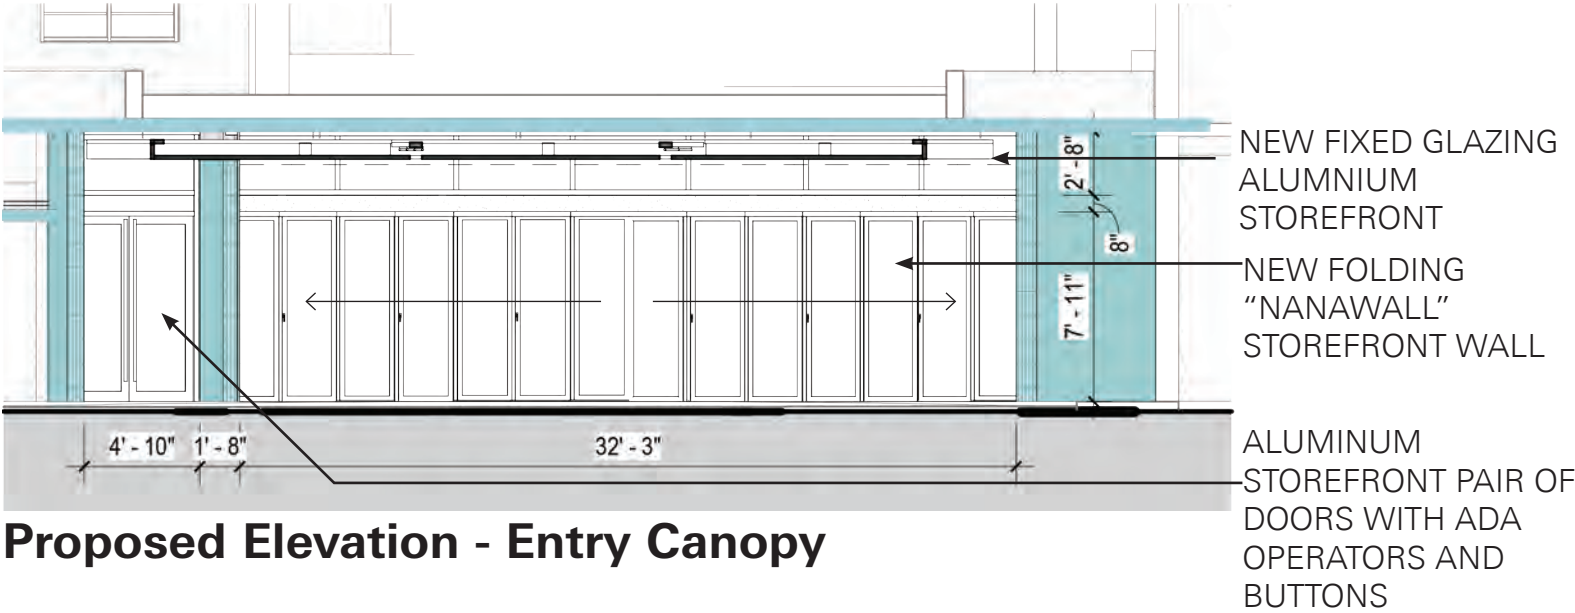 NEW FIXED GLAZING
ALUMNIUM
STOREFRONT
2' - 8"
8"
NEW FOLDING
“NANAWALL”
STOREFRONT WALL
7' - 11"
4' - 10" 1' - 8" 32' - 3"
ALUMINUM
STOREFRONT PAIR OF
DOORS WITH ADA
OPERATORS AND
BUTTONS
Proposed Elevation - Entry Canopy